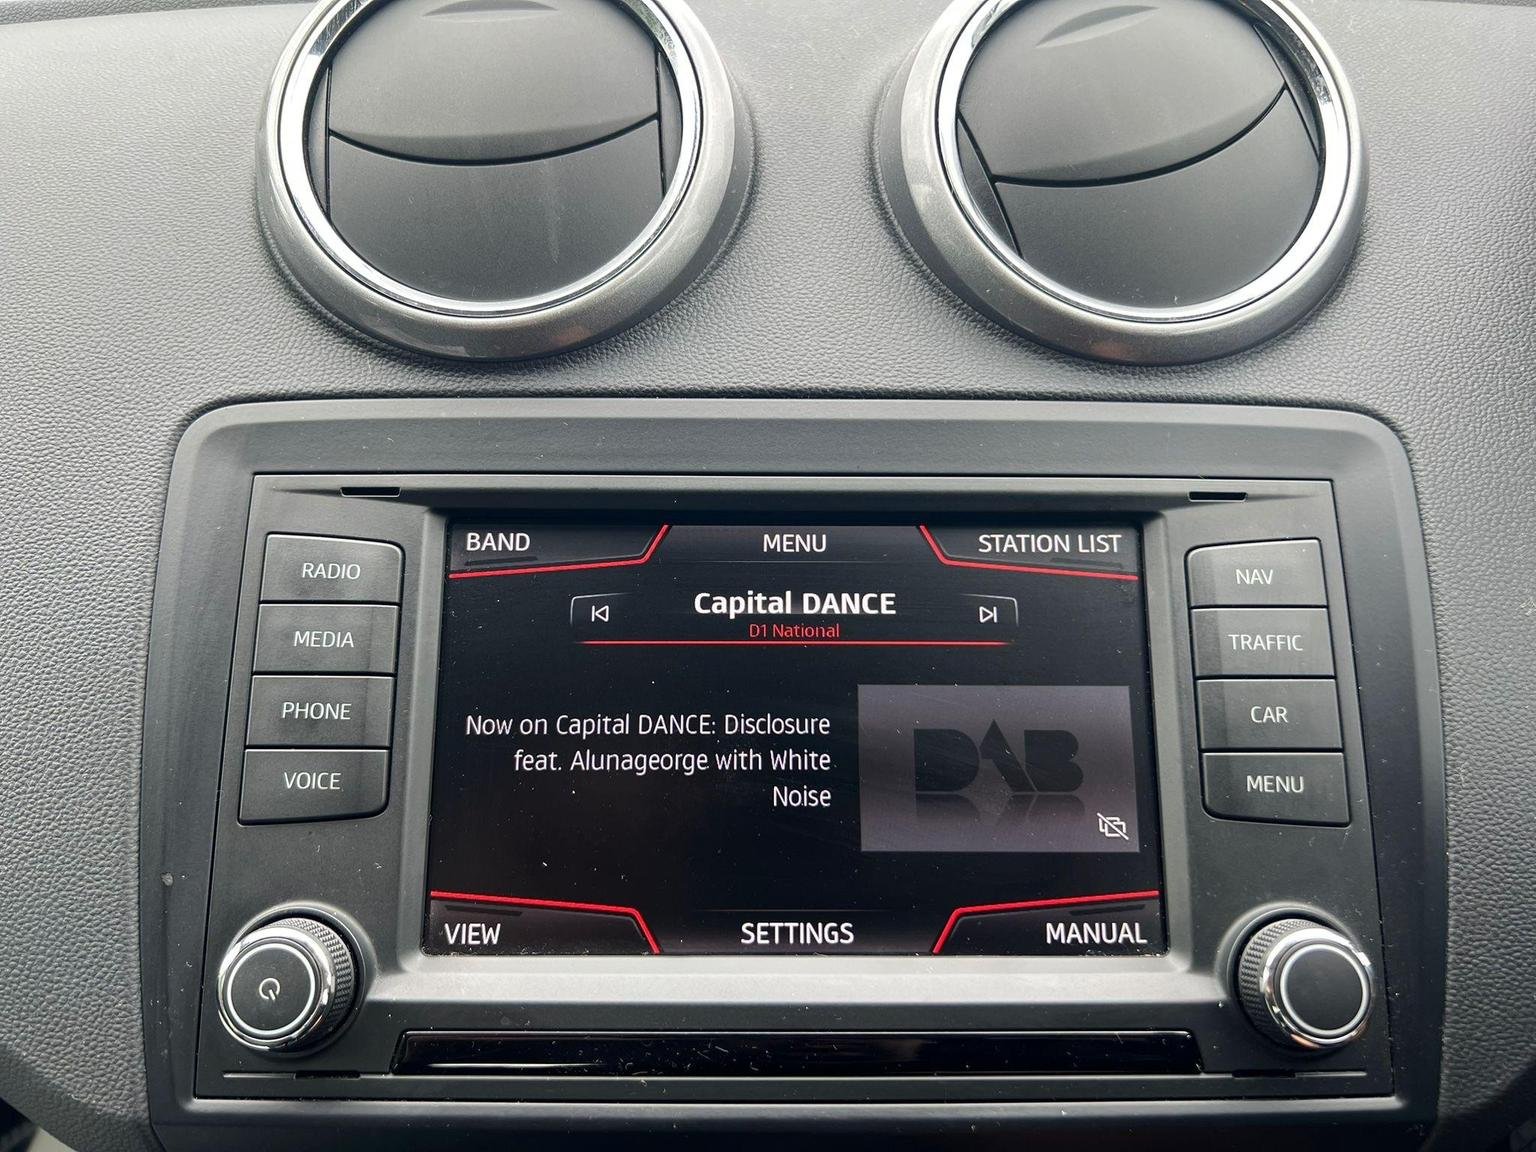 BAND MENU STATION LIST
Capital DANCE
D1 National
Now on Capital DANCE: Disclosure
feat. Alunageorge with White
Noise
DAB
VIEW SETTINGS MANUAL
RADIO
MEDIA
PHONE
VOICE
NAV
TRAFFIC
CAR
MENU